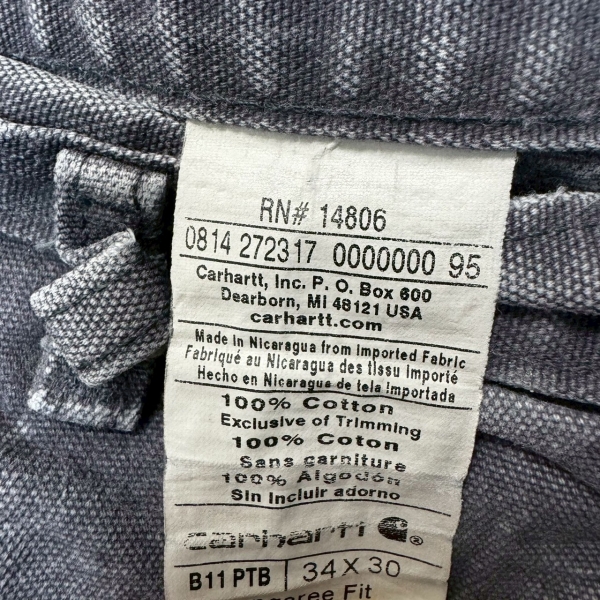 RN# 14806
0814 272317 0000000 95
Carhartt, Inc. P. O. Box 600
Dearborn, MI 48121 USA
carhartt.com
Made in Nicaragua from Imported Fabric
Fabriqué au Nicaragua des tissu importé
Hecho en Nicaragua de tela Importada
100% Cotton
Exclusive of Trimming
100% Coton
Sans garniture
100% Algodón
Sin Incluir adorno
carhartt ®
B11 PTB 34 X 30
Fit